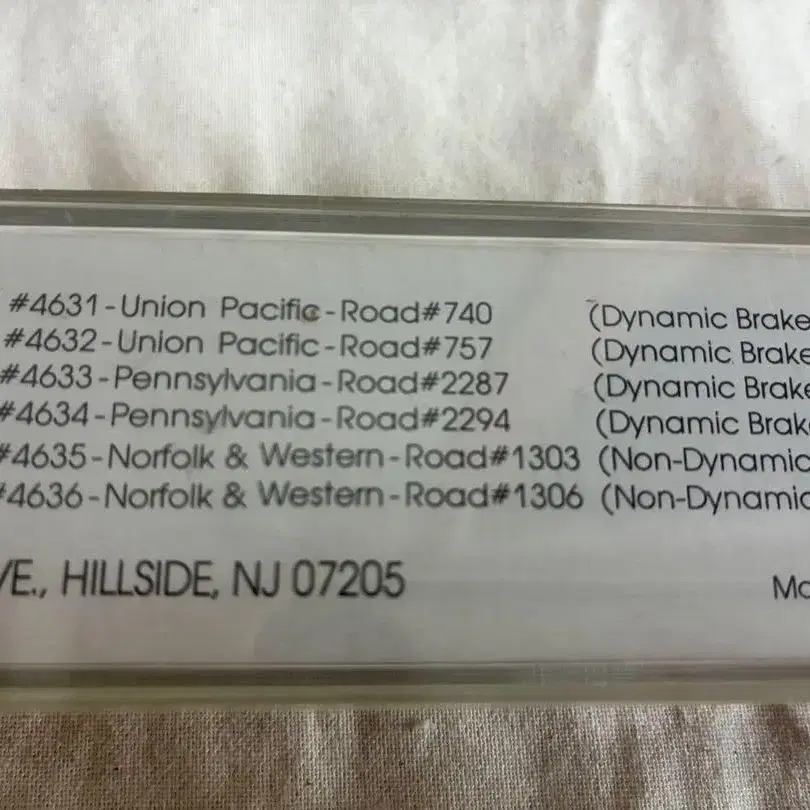 #4631-Union Pacific-Road#740 (Dynamic Brake
#4632-Union Pacific-Road#757 (Dynamic Brake
#4633-Pennsylvania-Road#2287 (Dynamic Brake
#4634-Pennsylvania-Road#2294 (Dynamic Brak
#4635-Norfolk & Western-Road#1303 (Non-Dynamic
#4636-Norfolk & Western-Road#1306 (Non-Dynamic
VE., HILLSIDE, NJ 07205